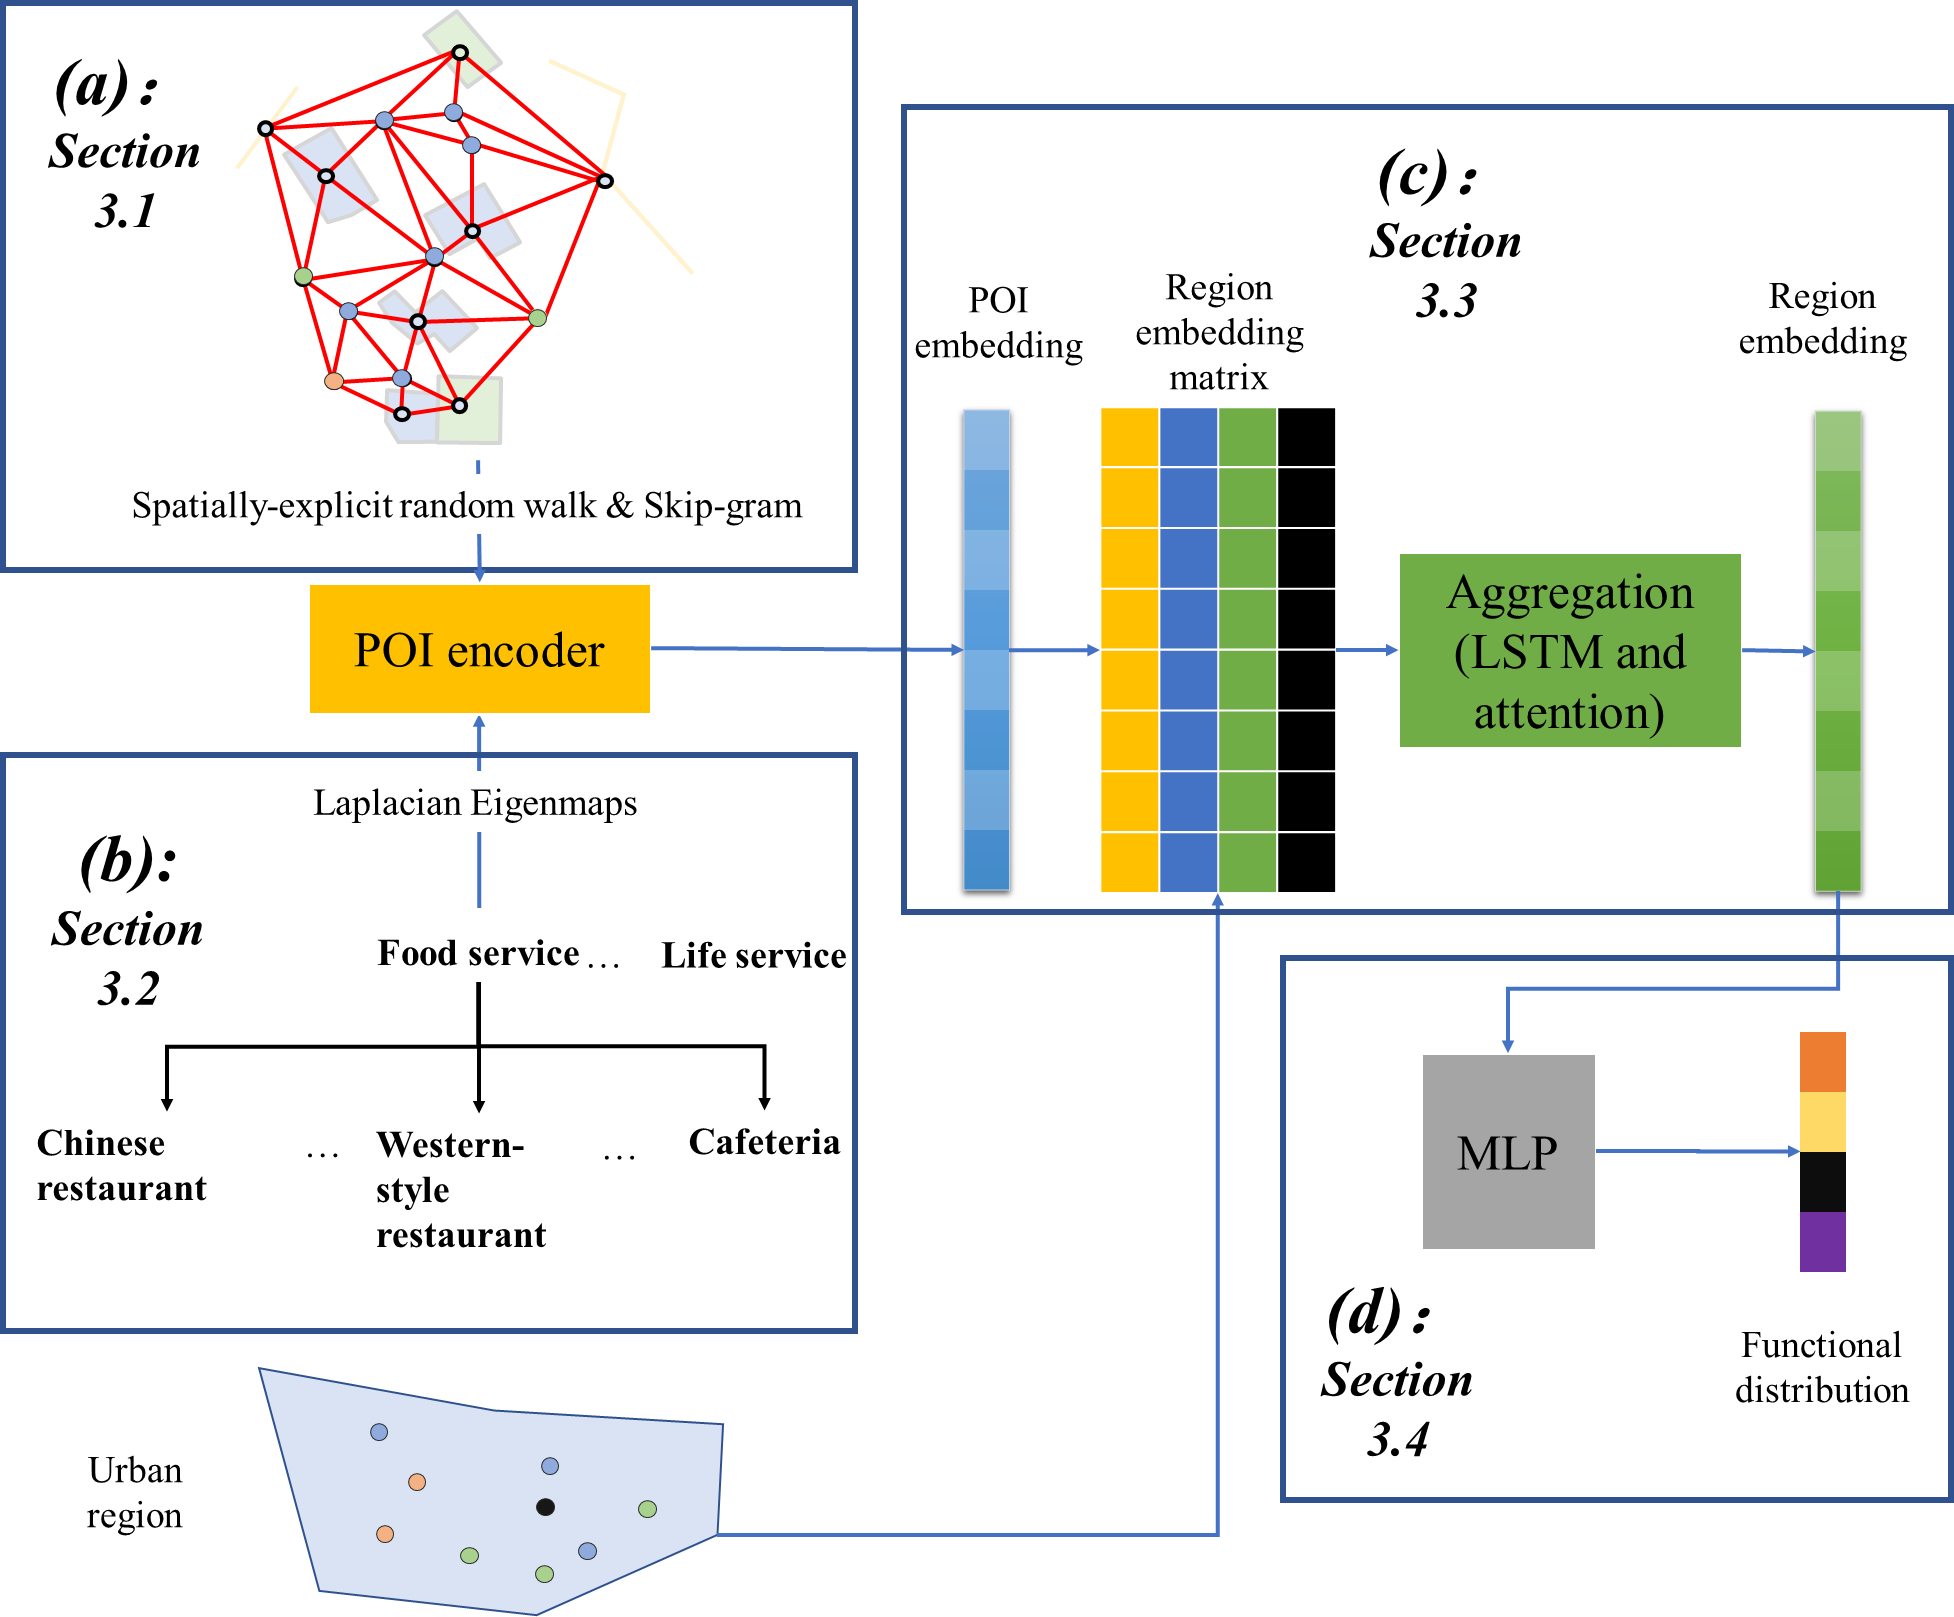 (a):
Section
3.1
Spatially-explicit random walk & Skip-gram
POI encoder
Laplacian Eigenmaps
(b):
Section
3.2
Food service ... Life service
Chinese
restaurant
...
Western-
style
restaurant
...
Cafeteria
Urban
region
(c):
Section
3.3
POI
embedding
Region
embedding
matrix
Aggregation
(LSTM and
attention)
Region
embedding
MLP
(d):
Section
3.4
Functional
distribution